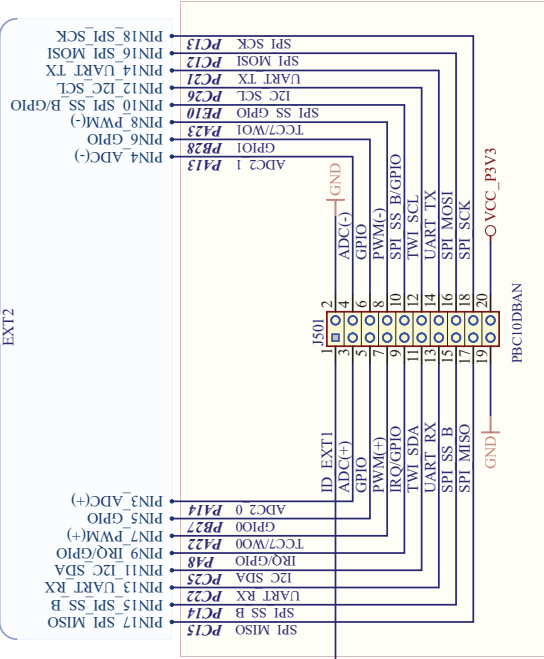 PIN18_SPI_SCK PC13 SPI SCK
PIN16_SPI_MOSI PC12 SPI MOSI
PIN14_UART_TX PC21 UART TX
PIN12_I2C_SCL PC26 I2C SCL
PIN10_SPI_SS_B/GPIO PE10 SPI SS GPIO
PIN8_PWM(-) PA23 TCC7/WO1
PIN6_GPIO PB28 GPIO1
PIN4_ADC(-) PA13 ADC2 1
EXT2
GND
ADC(-)
GPIO
PWM(-)
SPI SS B/GPIO
TWI SCL
UART TX
SPI MOSI
SPI SCK
VCC_P3V3
2 4 6 8 10 12 14 16 18 20
J501
PBC10DBAN
1 3 5 7 9 11 13 15 17 19
ID EXT1
ADC(+)
GPIO
PWM(+)
IRQ/GPIO
TWI SDA
UART RX
SPI SS B
SPI MISO
GND
PIN3_ADC(+) PA14 ADC2 0
PIN5_GPIO PB27 GPIO0
PIN7_PWM(+) PA22 TCC7/WO0
PIN9_IRQ/GPIO PA8 IRQ/GPIO
PIN11_I2C_SDA PC25 I2C SDA
PIN13_UART_RX PC22 UART RX
PIN15_SPI_SS_B PC14 SPI SS B
PIN17_SPI_MISO PC15 SPI MISO